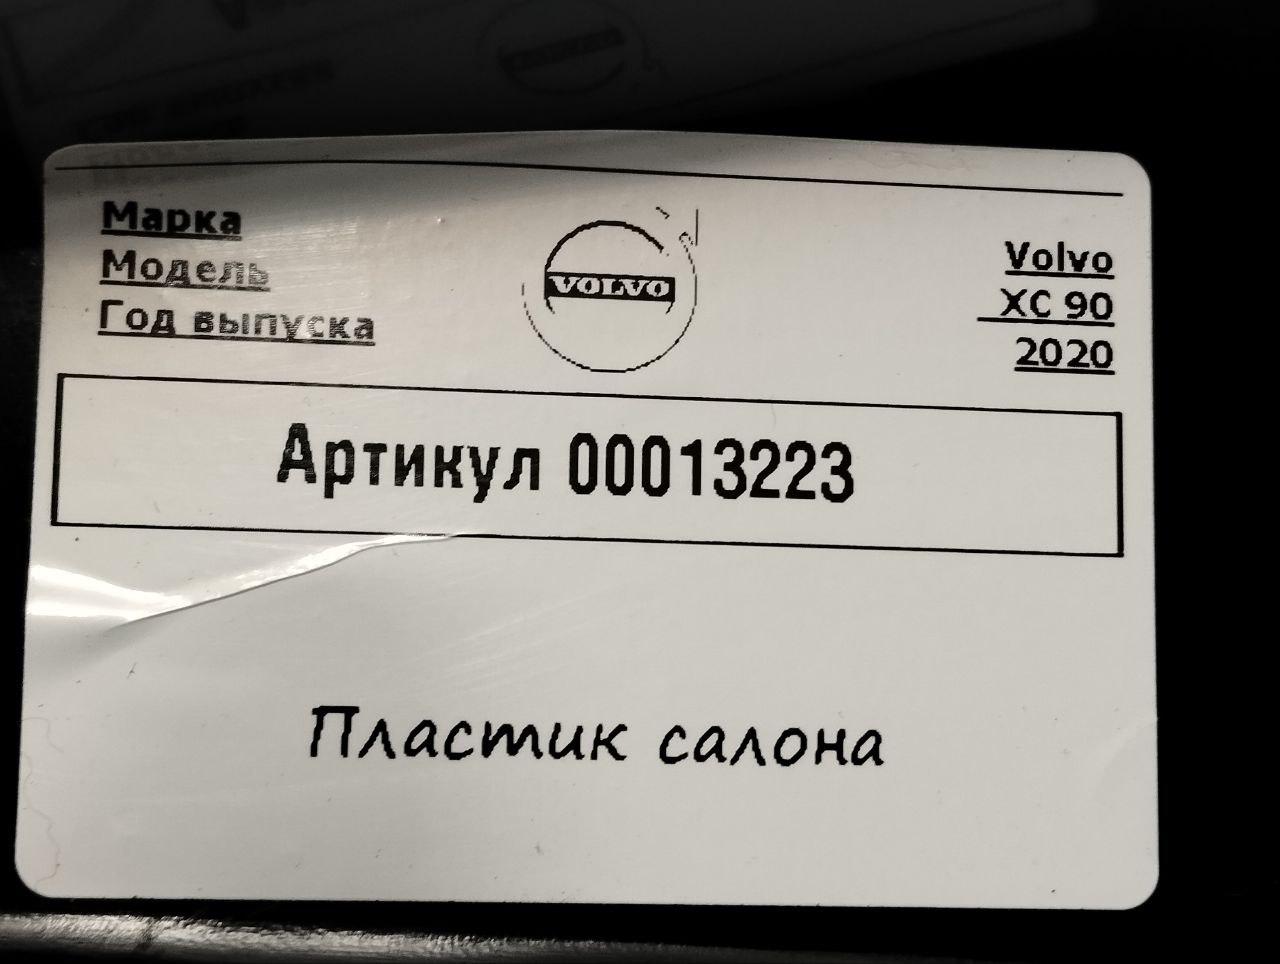 Марка
Модель
Год выпуска
VOLVO
Volvo
XC 90
2020
Артикул 00013223
Пластик салона